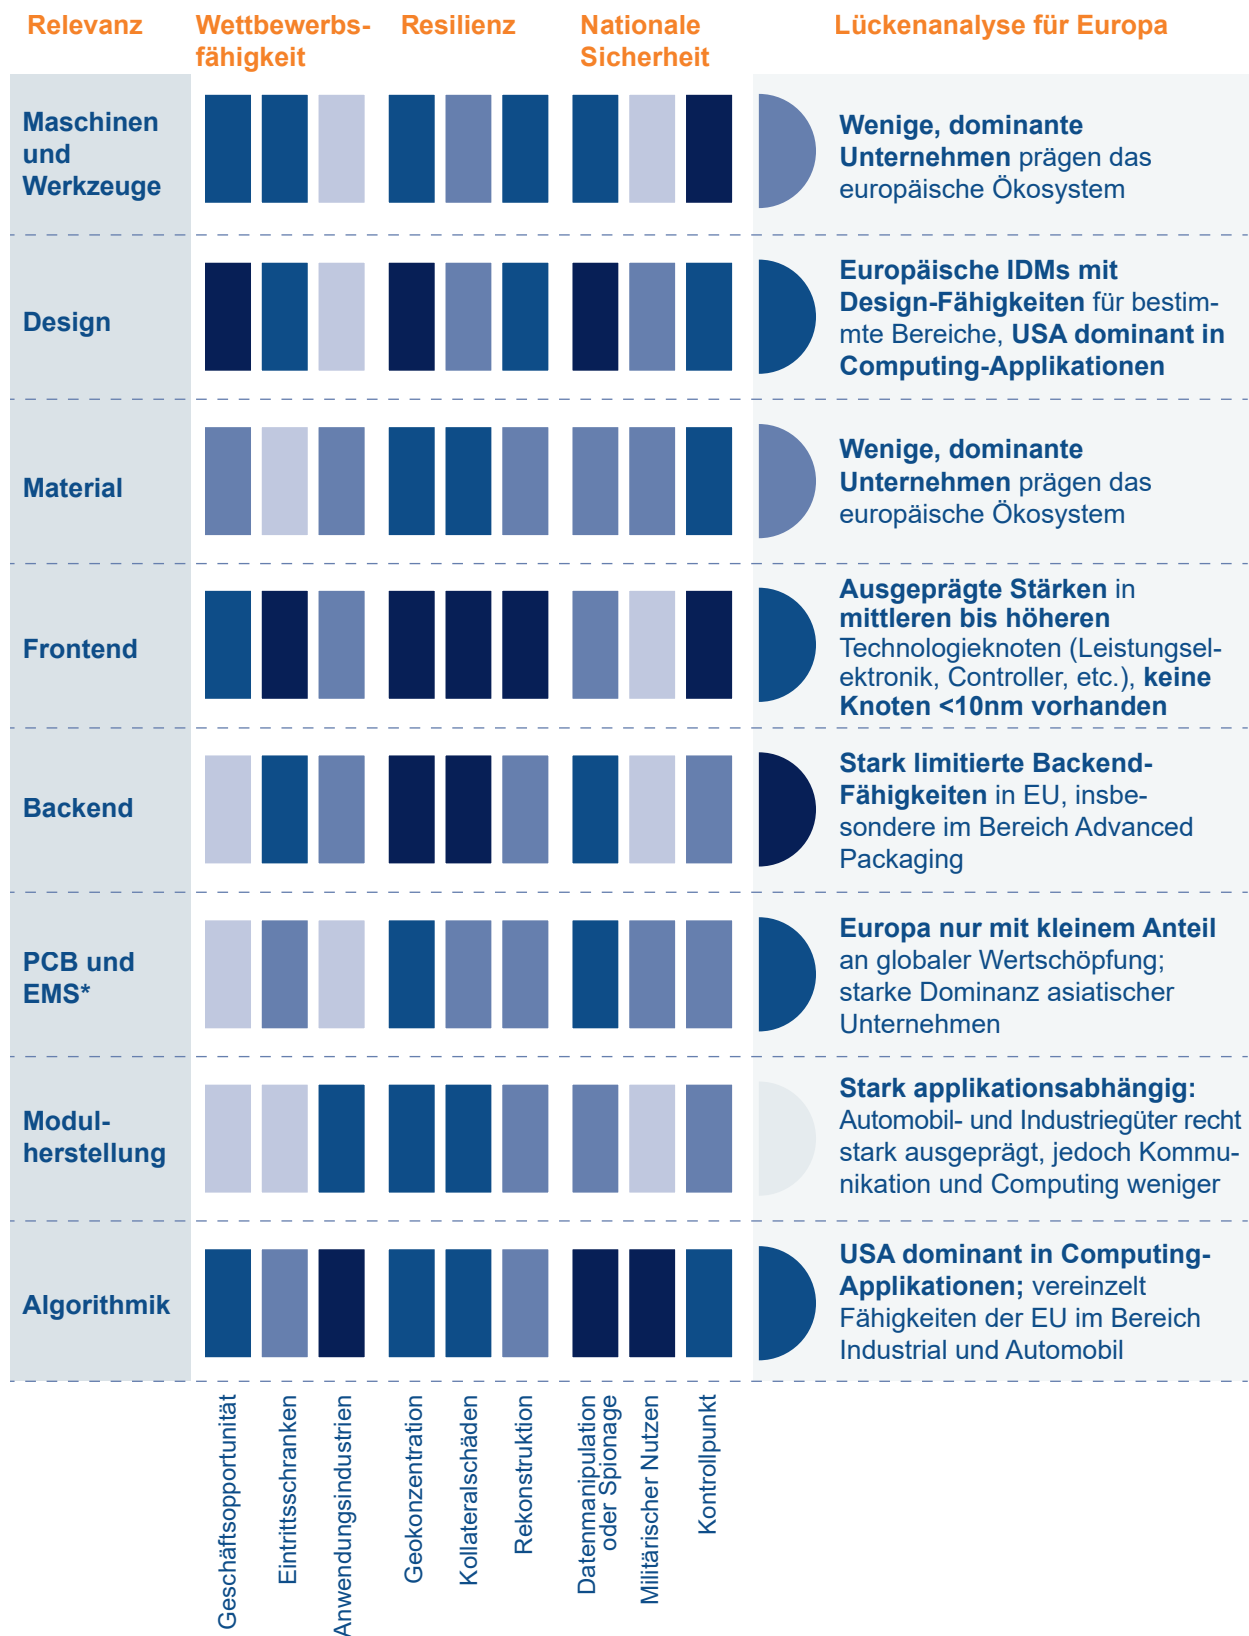 Relevanz
Wettbewerbs-
fähigkeit
Resilienz
Nationale
Sicherheit
Lückenanalyse für Europa
Maschinen
und
Werkzeuge
Wenige, dominante
Unternehmen prägen das
europäische Ökosystem
Design
Europäische IDMs mit
Design-Fähigkeiten für bestim-
mte Bereiche, USA dominant in
Computing-Applikationen
Material
Wenige, dominante
Unternehmen prägen das
europäische Ökosystem
Frontend
Ausgeprägte Stärken in
mittleren bis höheren
Technologieknoten (Leistungsel-
ektronik, Controller, etc.), keine
Knoten <10nm vorhanden
Backend
Stark limitierte Backend-
Fähigkeiten in EU, insbe-
sondere im Bereich Advanced
Packaging
PCB und
EMS*
Europa nur mit kleinem Anteil
an globaler Wertschöpfung;
starke Dominanz asiatischer
Unternehmen
Modul-
herstellung
Stark applikationsabhängig:
Automobil- und Industriegüter recht
stark ausgeprägt, jedoch Kommu-
nikation und Computing weniger
Algorithmik
USA dominant in Computing-
Applikationen; vereinzelt
Fähigkeiten der EU im Bereich
Industrial und Automobil
Geschäftsopportunität
Eintrittsschranken
Anwendungsindustrien
Geokonzentration
Kollateralschäden
Rekonstruktion
Datenmanipulation
oder Spionage
Militärischer Nutzen
Kontrollpunkt